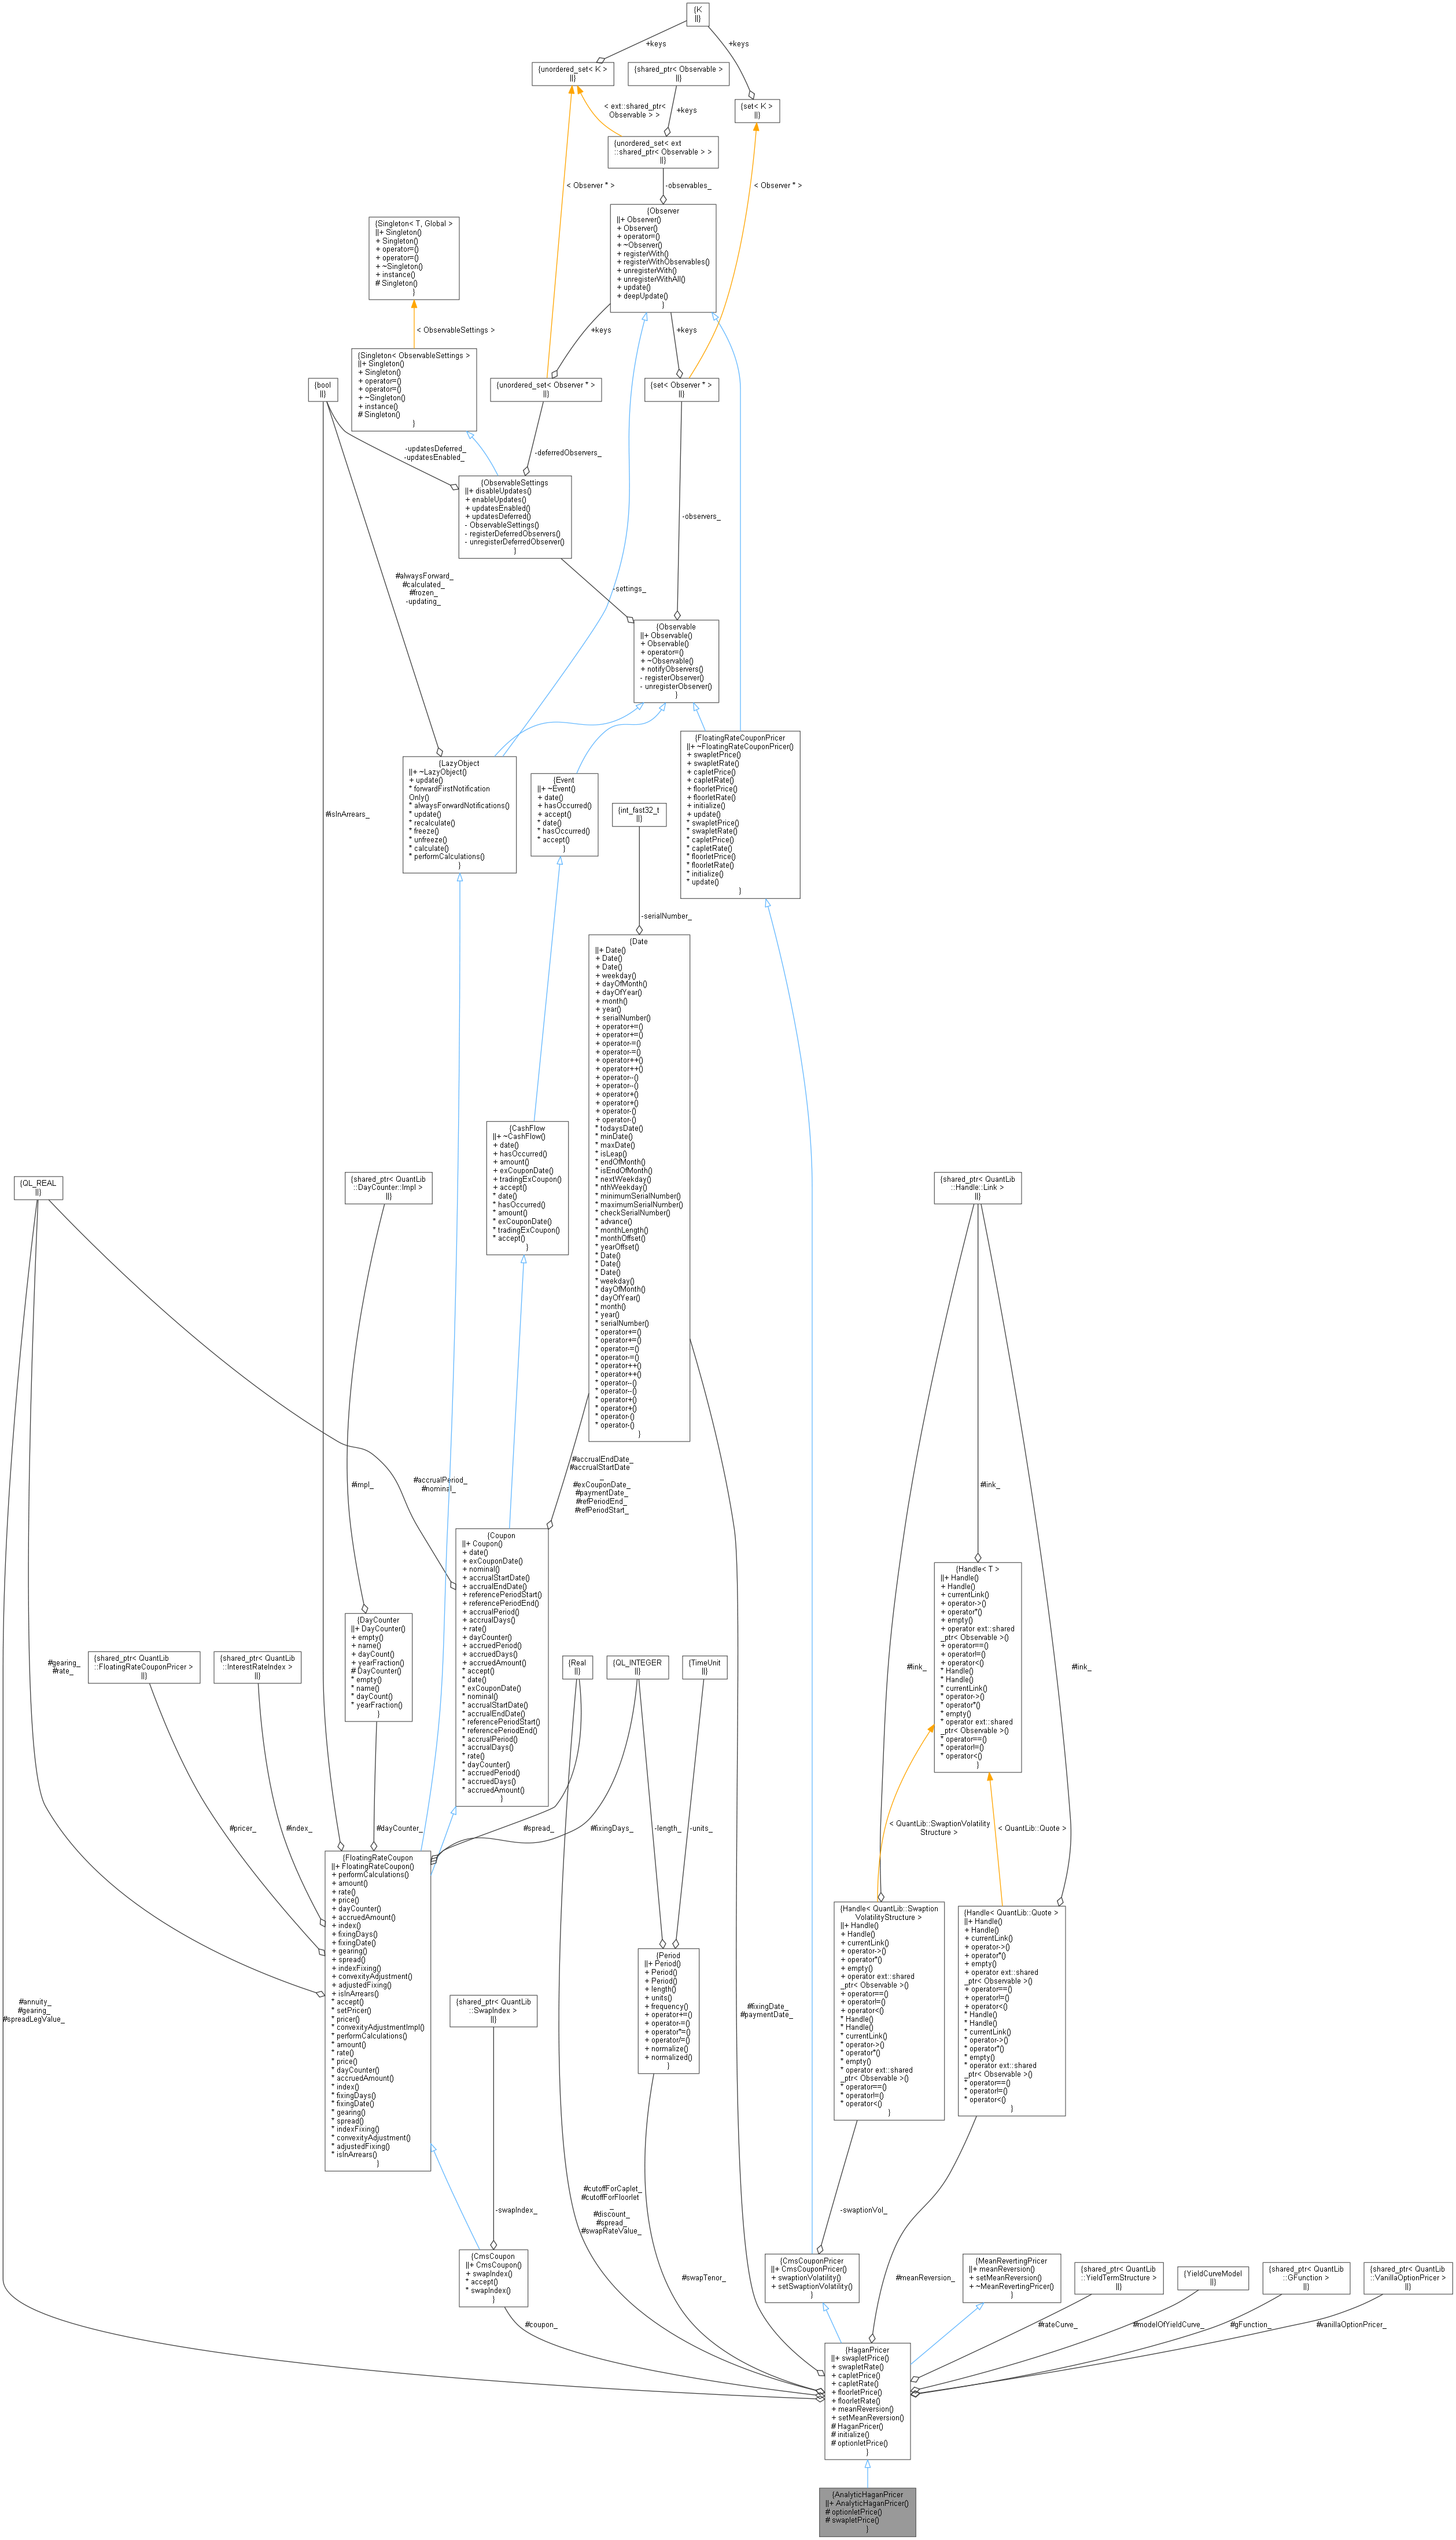 {K
||}
+keys
+keys
{unordered_set< K >
||}
{shared_ptr< Observable >
||}
{set< K >
||}
< ext::shared_ptr<
Observable > >
+keys
{unordered_set< ext
::shared_ptr< Observable > >
||}
< Observer * >
-observables_
< Observer * >
{Observer
||+ Observer()
+ Observer()
+ operator=()
+ ~Observer()
+ registerWith()
+ registerWithObservables()
+ unregisterWith()
+ unregisterWithAll()
+ update()
+ deepUpdate()
}
{Singleton< T, Global >
||+ Singleton()
+ Singleton()
+ operator=()
+ operator=()
+ ~Singleton()
+ instance()
# Singleton()
}
< ObservableSettings >
+keys
+keys
{Singleton< ObservableSettings >
||+ Singleton()
+ Singleton()
+ operator=()
+ operator=()
+ ~Singleton()
+ instance()
# Singleton()
}
{bool
||}
{unordered_set< Observer * >
||}
{set< Observer * >
||}
-updatesDeferred_
-updatesEnabled_
-deferredObservers_
{ObservableSettings
||+ disableUpdates()
+ enableUpdates()
+ updatesEnabled()
+ updatesDeferred()
- ObservableSettings()
- registerDeferredObservers()
- unregisterDeferredObserver()
}
-observers_
#alwaysForward_
#calculated_
#frozen_
-updating_
-settings_
{Observable
||+ Observable()
+ Observable()
+ operator=()
+ ~Observable()
+ notifyObservers()
- registerObserver()
- unregisterObserver()
}
{LazyObject
||+ ~LazyObject()
+ update()
* forwardFirstNotification
Only()
* alwaysForwardNotifications()
* update()
* recalculate()
* freeze()
* unfreeze()
* calculate()
* performCalculations()
}
{Event
||+ ~Event()
+ date()
+ hasOccurred()
+ accept()
* date()
* hasOccurred()
* accept()
}
{FloatingRateCouponPricer
||+ ~FloatingRateCouponPricer()
+ swapletPrice()
+ swapletRate()
+ capletPrice()
+ capletRate()
+ floorletPrice()
+ floorletRate()
+ initialize()
+ update()
* swapletPrice()
* swapletRate()
* capletPrice()
* capletRate()
* floorletPrice()
* floorletRate()
* initialize()
* update()
}
#isInArrears_
{int_fast32_t
||}
-serialNumber_
{Date
||+ Date()
+ Date()
+ Date()
+ weekday()
+ dayOfMonth()
+ dayOfYear()
+ month()
+ year()
+ serialNumber()
+ operator+=()
+ operator+=()
+ operator-=()
+ operator-=()
+ operator++()
+ operator++()
+ operator--()
+ operator--()
+ operator+()
+ operator+()
+ operator-()
+ operator-()
* todaysDate()
* minDate()
* maxDate()
* isLeap()
* endOfMonth()
* isEndOfMonth()
* nextWeekday()
* nthWeekday()
* minimumSerialNumber()
* maximumSerialNumber()
* checkSerialNumber()
* advance()
* monthLength()
* monthOffset()
* yearOffset()
* Date()
* Date()
* Date()
* weekday()
* dayOfMonth()
* dayOfYear()
* month()
* year()
* serialNumber()
* operator+=()
* operator+=()
* operator-=()
* operator-=()
* operator++()
* operator++()
* operator--()
* operator--()
* operator+()
* operator+()
* operator-()
* operator-()
}
{CashFlow
||+ ~CashFlow()
+ date()
+ hasOccurred()
+ amount()
+ exCouponDate()
+ tradingExCoupon()
+ accept()
* date()
* hasOccurred()
* amount()
* exCouponDate()
* tradingExCoupon()
* accept()
}
{QL_REAL
||}
{shared_ptr< QuantLib
::DayCounter::Impl >
||}
{shared_ptr< QuantLib
::Handle::Link >
||}
#impl_
#accrualPeriod_
#nominal_
#accrualEndDate_
#accrualStartDate
_
#exCouponDate_
#paymentDate_
#refPeriodEnd_
#refPeriodStart_
#link_
{Coupon
||+ Coupon()
+ date()
+ exCouponDate()
+ nominal()
+ accrualStartDate()
+ accrualEndDate()
+ referencePeriodStart()
+ referencePeriodEnd()
+ accrualPeriod()
+ accrualDays()
+ rate()
+ dayCounter()
+ accruedPeriod()
+ accruedDays()
+ accruedAmount()
* accept()
* date()
* exCouponDate()
* nominal()
* accrualStartDate()
* accrualEndDate()
* referencePeriodStart()
* referencePeriodEnd()
* accrualPeriod()
* accrualDays()
* rate()
* dayCounter()
* accruedPeriod()
* accruedDays()
* accruedAmount()
}
{Handle< T >
||+ Handle()
+ Handle()
+ currentLink()
+ operator->()
+ operator*()
+ empty()
+ operator ext::shared
_ptr< Observable >()
+ operator==()
+ operator!=()
+ operator<()
* Handle()
* Handle()
* currentLink()
* operator->()
* operator*()
* empty()
* operator ext::shared
_ptr< Observable >()
* operator==()
* operator!=()
* operator<()
}
{DayCounter
||+ DayCounter()
+ empty()
+ name()
+ dayCount()
+ yearFraction()
# DayCounter()
* empty()
* name()
* dayCount()
* yearFraction()
}
#gearing_
#rate_
{shared_ptr< QuantLib
::FloatingRateCouponPricer >
||}
{shared_ptr< QuantLib
::InterestRateIndex >
||}
{Real
||}
{QL_INTEGER
||}
{TimeUnit
||}
#link_
#link_
#pricer_
#index_
#dayCounter_
#spread_
#fixingDays_
-length_
-units_
< QuantLib::SwaptionVolatility
Structure >
< QuantLib::Quote >
{FloatingRateCoupon
||+ FloatingRateCoupon()
+ performCalculations()
+ amount()
+ rate()
+ price()
+ dayCounter()
+ accruedAmount()
+ index()
+ fixingDays()
+ fixingDate()
+ gearing()
+ spread()
+ indexFixing()
+ convexityAdjustment()
+ adjustedFixing()
+ isInArrears()
* accept()
* setPricer()
* pricer()
* convexityAdjustmentImpl()
* performCalculations()
* amount()
* rate()
* price()
* dayCounter()
* accruedAmount()
* index()
* fixingDays()
* fixingDate()
* gearing()
* spread()
* indexFixing()
* convexityAdjustment()
* adjustedFixing()
* isInArrears()
}
{Handle< QuantLib::Swaption
VolatilityStructure >
||+ Handle()
+ Handle()
+ currentLink()
+ operator->()
+ operator*()
+ empty()
+ operator ext::shared
_ptr< Observable >()
+ operator==()
+ operator!=()
+ operator<()
* Handle()
* Handle()
* currentLink()
* operator->()
* operator*()
* empty()
* operator ext::shared
_ptr< Observable >()
* operator==()
* operator!=()
* operator<()
}
{Handle< QuantLib::Quote >
||+ Handle()
+ Handle()
+ currentLink()
+ operator->()
+ operator*()
+ empty()
+ operator ext::shared
_ptr< Observable >()
+ operator==()
+ operator!=()
+ operator<()
* Handle()
* Handle()
* currentLink()
* operator->()
* operator*()
* empty()
* operator ext::shared
_ptr< Observable >()
* operator==()
* operator!=()
* operator<()
}
{Period
||+ Period()
+ Period()
+ Period()
+ length()
+ units()
+ frequency()
+ operator+=()
+ operator-=()
+ operator*=()
+ operator/=()
+ normalize()
+ normalized()
}
#annuity_
#gearing_
#spreadLegValue_
{shared_ptr< QuantLib
::SwapIndex >
||}
#fixingDate_
#paymentDate_
-swapIndex_
#cutoffForCaplet_
#cutoffForFloorlet
_
#discount_
#spread_
#swapRateValue_
-swaptionVol_
{CmsCoupon
||+ CmsCoupon()
+ swapIndex()
* accept()
* swapIndex()
}
#swapTenor_
{CmsCouponPricer
||+ CmsCouponPricer()
+ swaptionVolatility()
+ setSwaptionVolatility()
}
#meanReversion_
{MeanRevertingPricer
||+ meanReversion()
+ setMeanReversion()
+ ~MeanRevertingPricer()
}
{shared_ptr< QuantLib
::YieldTermStructure >
||}
{YieldCurveModel
||}
{shared_ptr< QuantLib
::GFunction >
||}
{shared_ptr< QuantLib
::VanillaOptionPricer >
||}
#coupon_
#rateCurve_
#modelOfYieldCurve_
#gFunction_
#vanillaOptionPricer_
{HaganPricer
||+ swapletPrice()
+ swapletRate()
+ capletPrice()
+ capletRate()
+ floorletPrice()
+ floorletRate()
+ meanReversion()
+ setMeanReversion()
# HaganPricer()
# initialize()
# optionletPrice()
}
{AnalyticHaganPricer
||+ AnalyticHaganPricer()
# optionletPrice()
# swapletPrice()
}